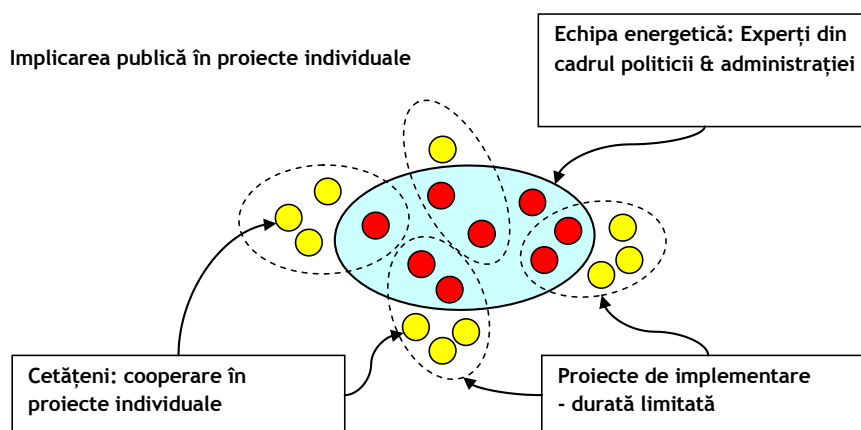 Implicarea publică în proiecte individuale
Echipa energetică: Experți din
cadrul politicii & administrației
Cetățeni: cooperare în
proiecte individuale
Proiecte de implementare
- durată limitată